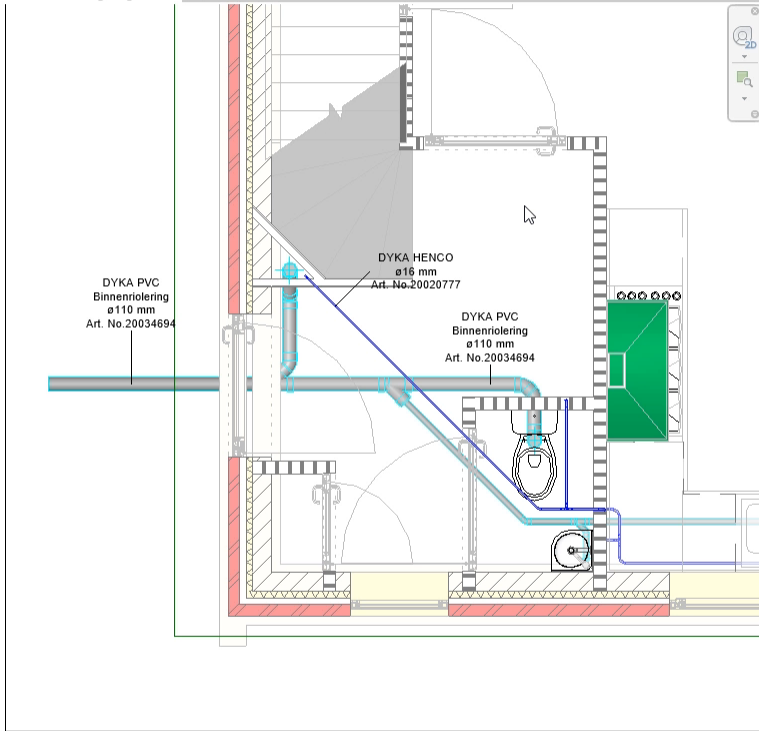 2D
DYKA HENCO
ø16 mm
Art. No.20020777
DYKA PVC
Binnenriolering
ø110 mm
Art. No.20034694
DYKA PVC
Binnenriolering
ø110 mm
Art. No.20034694